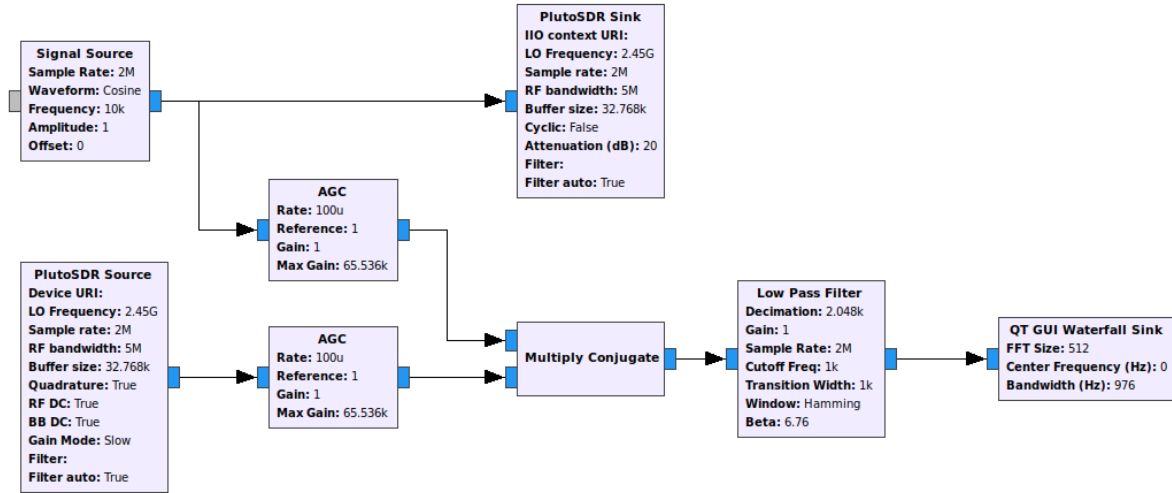 Signal Source
Sample Rate: 2M
Waveform: Cosine
Frequency: 10k
Amplitude: 1
Offset: 0
PlutoSDR Sink
IIO context URI:
LO Frequency: 2.45G
Sample rate: 2M
RF bandwidth: 5M
Buffer size: 32.768k
Cyclic: False
Attenuation (dB): 20
Filter:
Filter auto: True
AGC
Rate: 100u
Reference: 1
Gain: 1
Max Gain: 65.536k
PlutoSDR Source
Device URI:
LO Frequency: 2.45G
Sample rate: 2M
RF bandwidth: 5M
Buffer size: 32.768k
Quadrature: True
RF DC: True
BB DC: True
Gain Mode: Slow
Filter:
Filter auto: True
AGC
Rate: 100u
Reference: 1
Gain: 1
Max Gain: 65.536k
Multiply Conjugate
Low Pass Filter
Decimation: 2.048k
Gain: 1
Sample Rate: 2M
Cutoff Freq: 1k
Transition Width: 1k
Window: Hamming
Beta: 6.76
QT GUI Waterfall Sink
FFT Size: 512
Center Frequency (Hz): 0
Bandwidth (Hz): 976